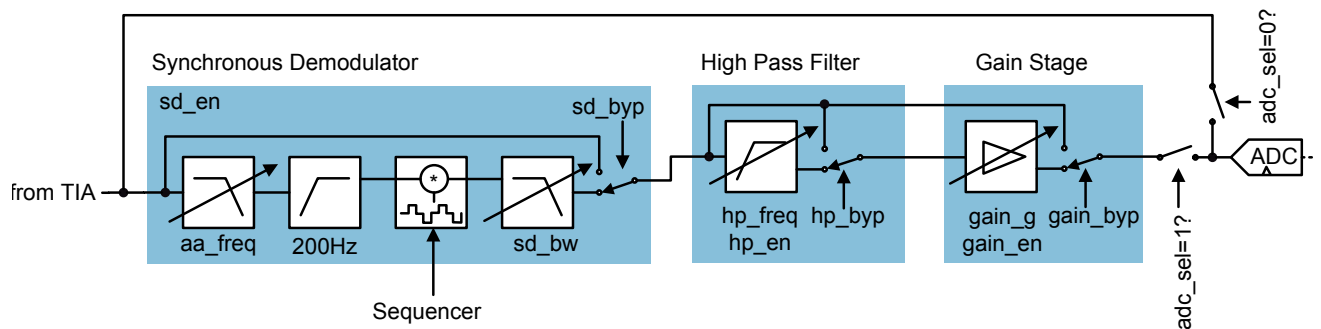 adc_sel=0?
Synchronous Demodulator
High Pass Filter
Gain Stage
sd_en
sd_byp
from TIA
*
ADC
aa_freq
200Hz
sd_bw
hp_freq
hp_byp
hp_en
gain_g
gain_byp
gain_en
adc_sel=1?
Sequencer